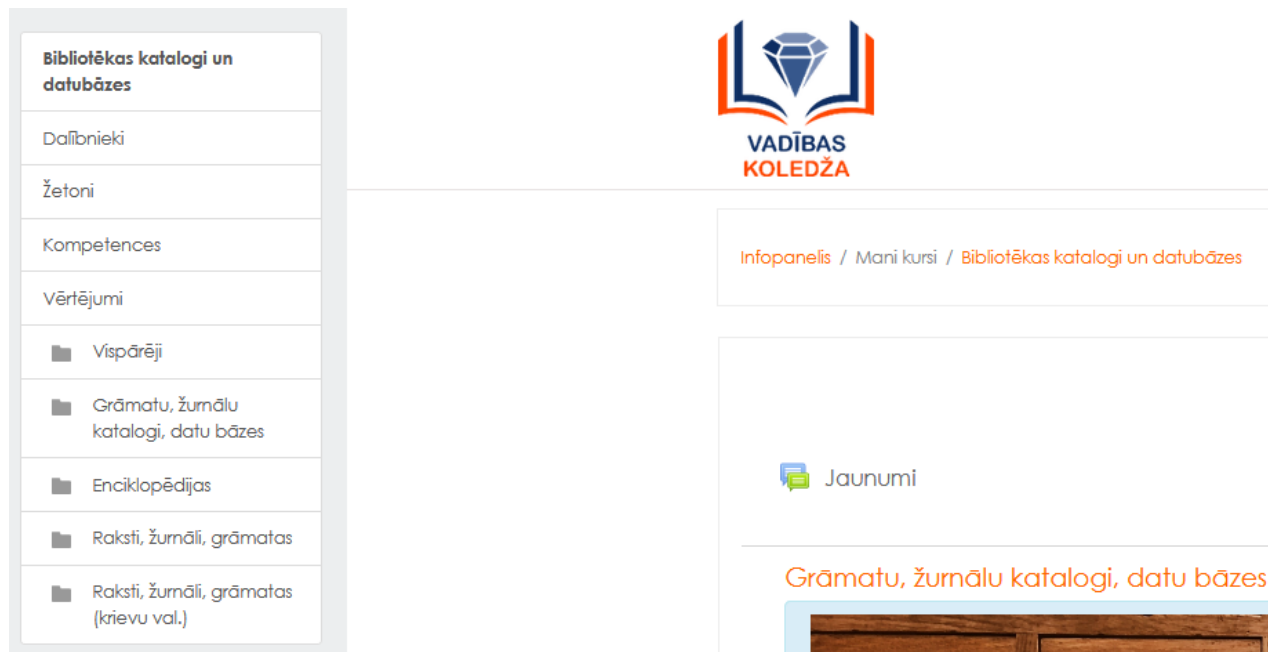 Bibliotēkas katalogi un
datubāzes
Dalībnieki
Žetoni
Kompetences
Vērtējumi
Vispārēji
Grāmatu, žurnālu
katalogi, datu bāzes
Enciklopēdijas
Raksti, žurnāli, grāmatas
Raksti, žurnāli, grāmatas
(krievu val.)
VADĪBAS
KOLEDŽA
Infopanelis / Mani kursi / Bibliotēkas katalogi un datubāzes
Jaunumi
Grāmatu, žurnālu katalogi, datu bāzes